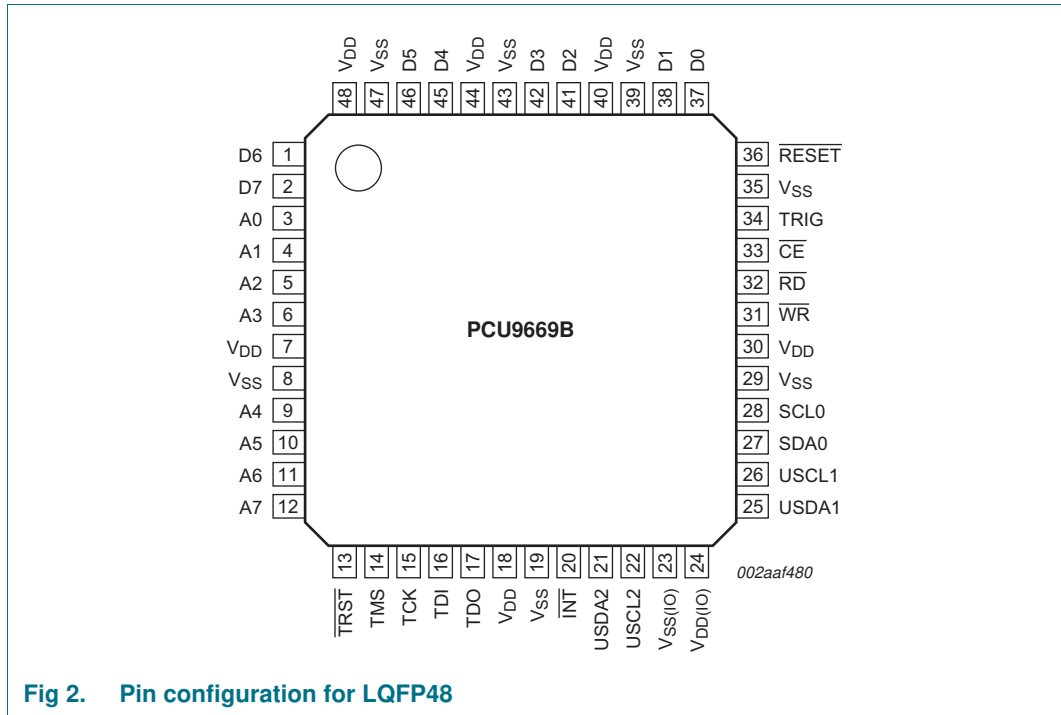 VDD VSS D5 D4 VDD VSS D3 D2 VDD VSS D1 D0
48 47 46 45 44 43 42 41 40 39 38 37
D6 1
D7 2
A0 3
A1 4
A2 5
A3 6
VDD 7
VSS 8
A4 9
A5 10
A6 11
A7 12
PCU9669B
36 RESET
35 VSS
34 TRIG
33 CE
32 RD
31 WR
30 VDD
29 VSS
28 SCL0
27 SDA0
26 USCL1
25 USDA1
13 14 15 16 17 18 19 20 21 22 23 24
TRST TMS TCK TDI TDO VDD VSS INT USDA2 USCL2 VSS(IO) VDD(IO)
002aaf480
Fig 2. Pin configuration for LQFP48